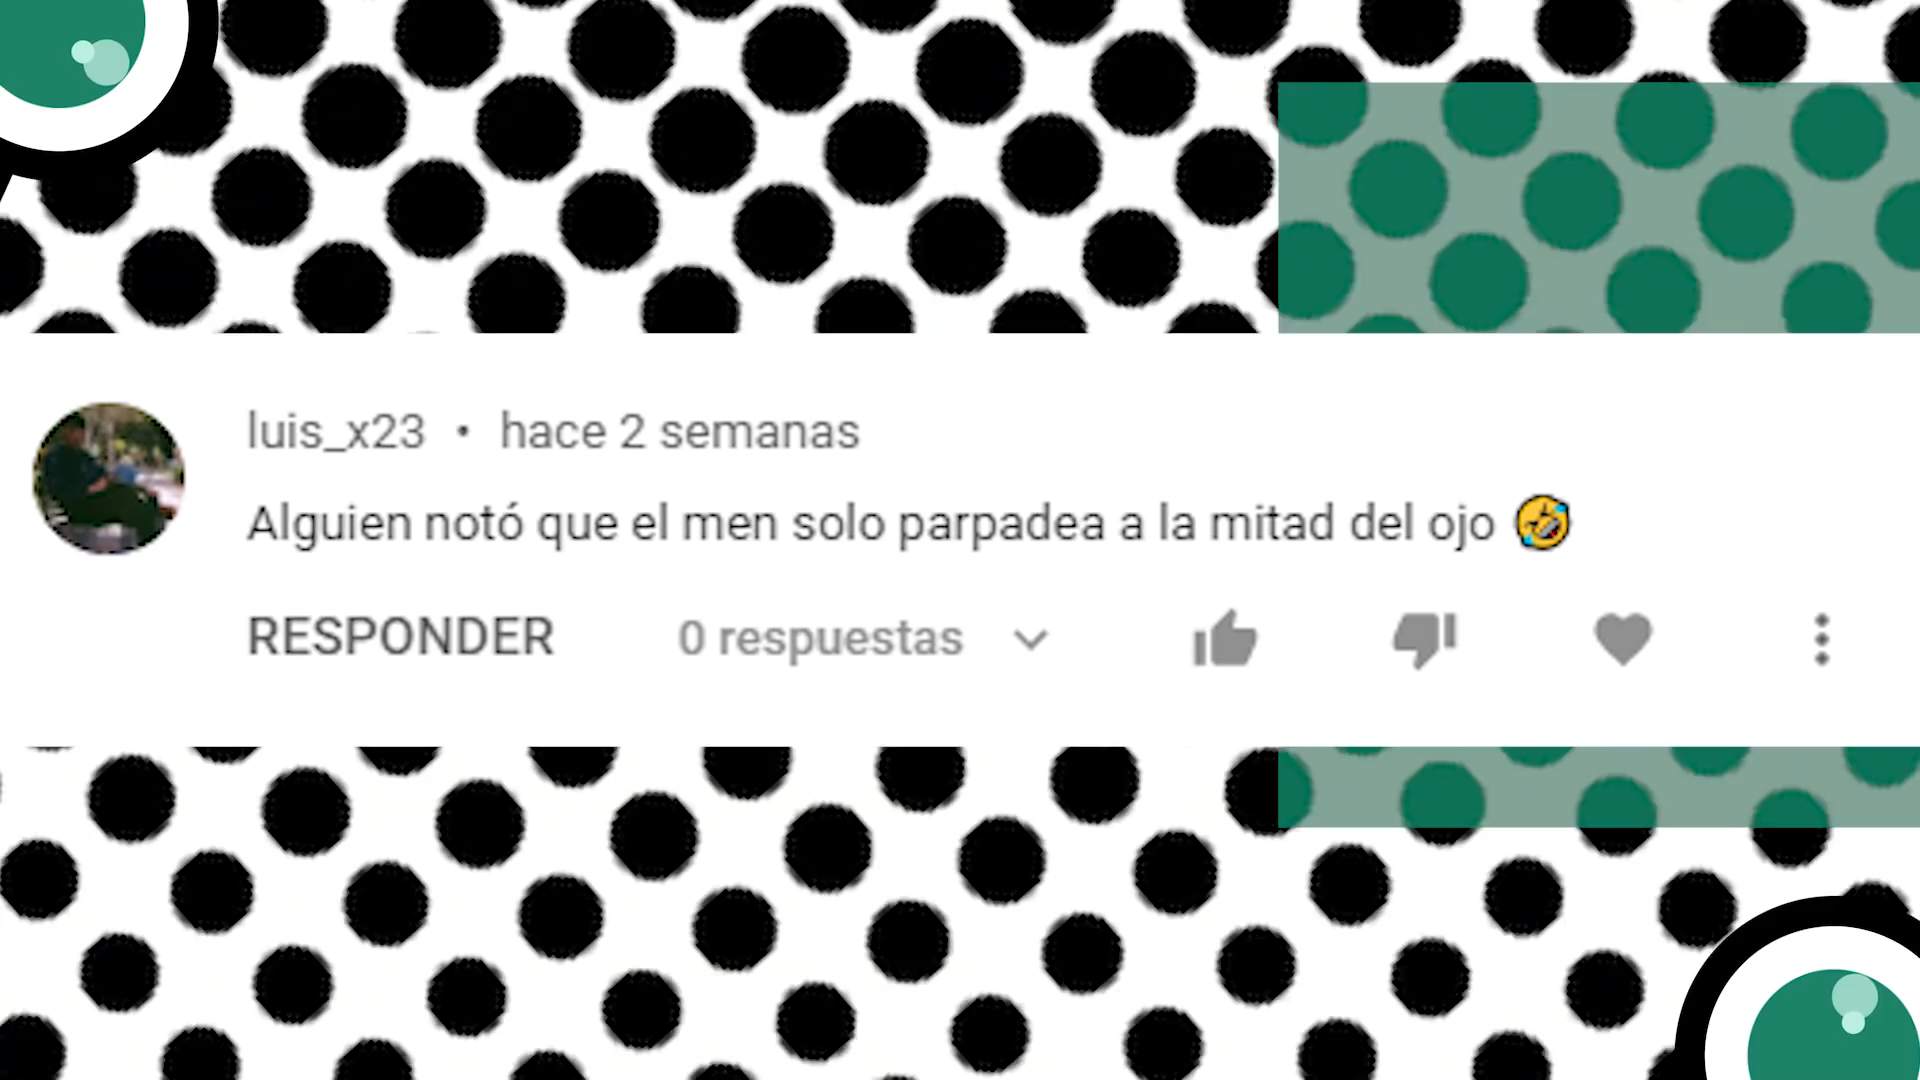 luis_x23 • hace 2 semanas
Alguien notó que el men solo parpadea a la mitad del ojo 🤣
RESPONDER 0 respuestas